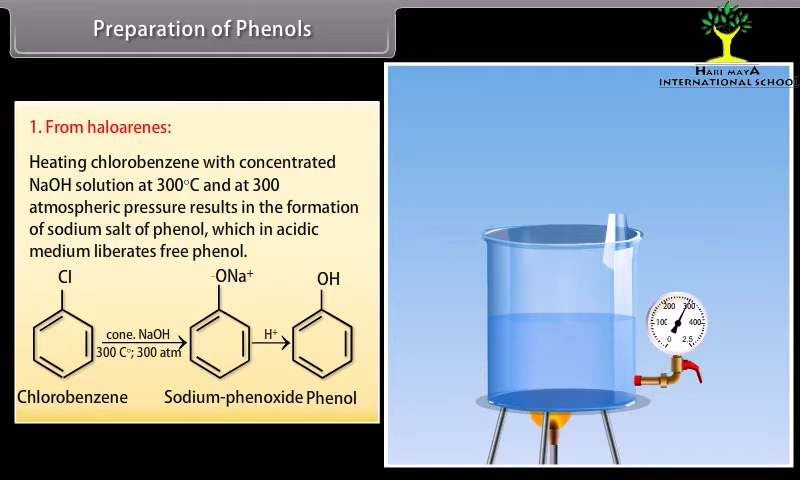 Preparation of Phenols
HARI MAYA
INTERNATIONAL SCHOOL
1. From haloarenes:
Heating chlorobenzene with concentrated
NaOH solution at 300°C and at 300
atmospheric pressure results in the formation
of sodium salt of phenol, which in acidic
medium liberates free phenol.
Cl
-ONa+
OH
cone. NaOH
300 C°; 300 atm
H+
Chlorobenzene
Sodium-phenoxide
Phenol
200 300
100 400
0 2.5